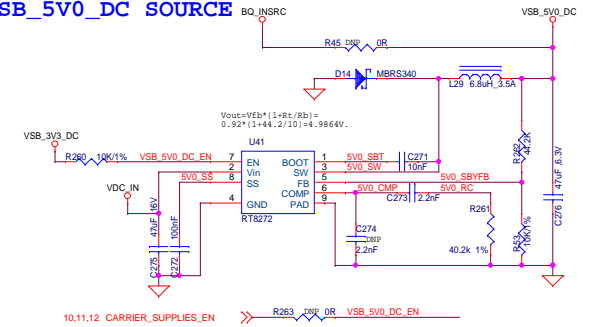 SB_5V0_DC SOURCE
BQ_INSRC
VSB_5V0_DC
R45 DNP 0R
D14 MBRS340
L29 6.8uH_3.5A
Vout=Vfb*(1+Rt/Rb)=
0.92*(1+44.2/10)=4.9864V.
VSB_3V3_DC
U41
R260 10K/1% VSB_5V0_DC_EN 7 EN BOOT 1 5V0_SBT C271
2 Vin SW 3 5V0_SW 10nF
5V0_SS 8 SS FB 5 5V0_SBYFB
COMP 6 5V0_CMP 5V0_RC
4 GND PAD 9 C273 2.2nF
RT8272
VDC_IN
R262 44.2K
47uF ,6.3V
C276
R261
40.2k 1%
R53 10K/1%
C274
DNP
2.2nF
47uF ,16V
C275
100nF
C272
10,11,12 CARRIER_SUPPLIES_EN R263 DNP 0R VSB_5V0_DC_EN